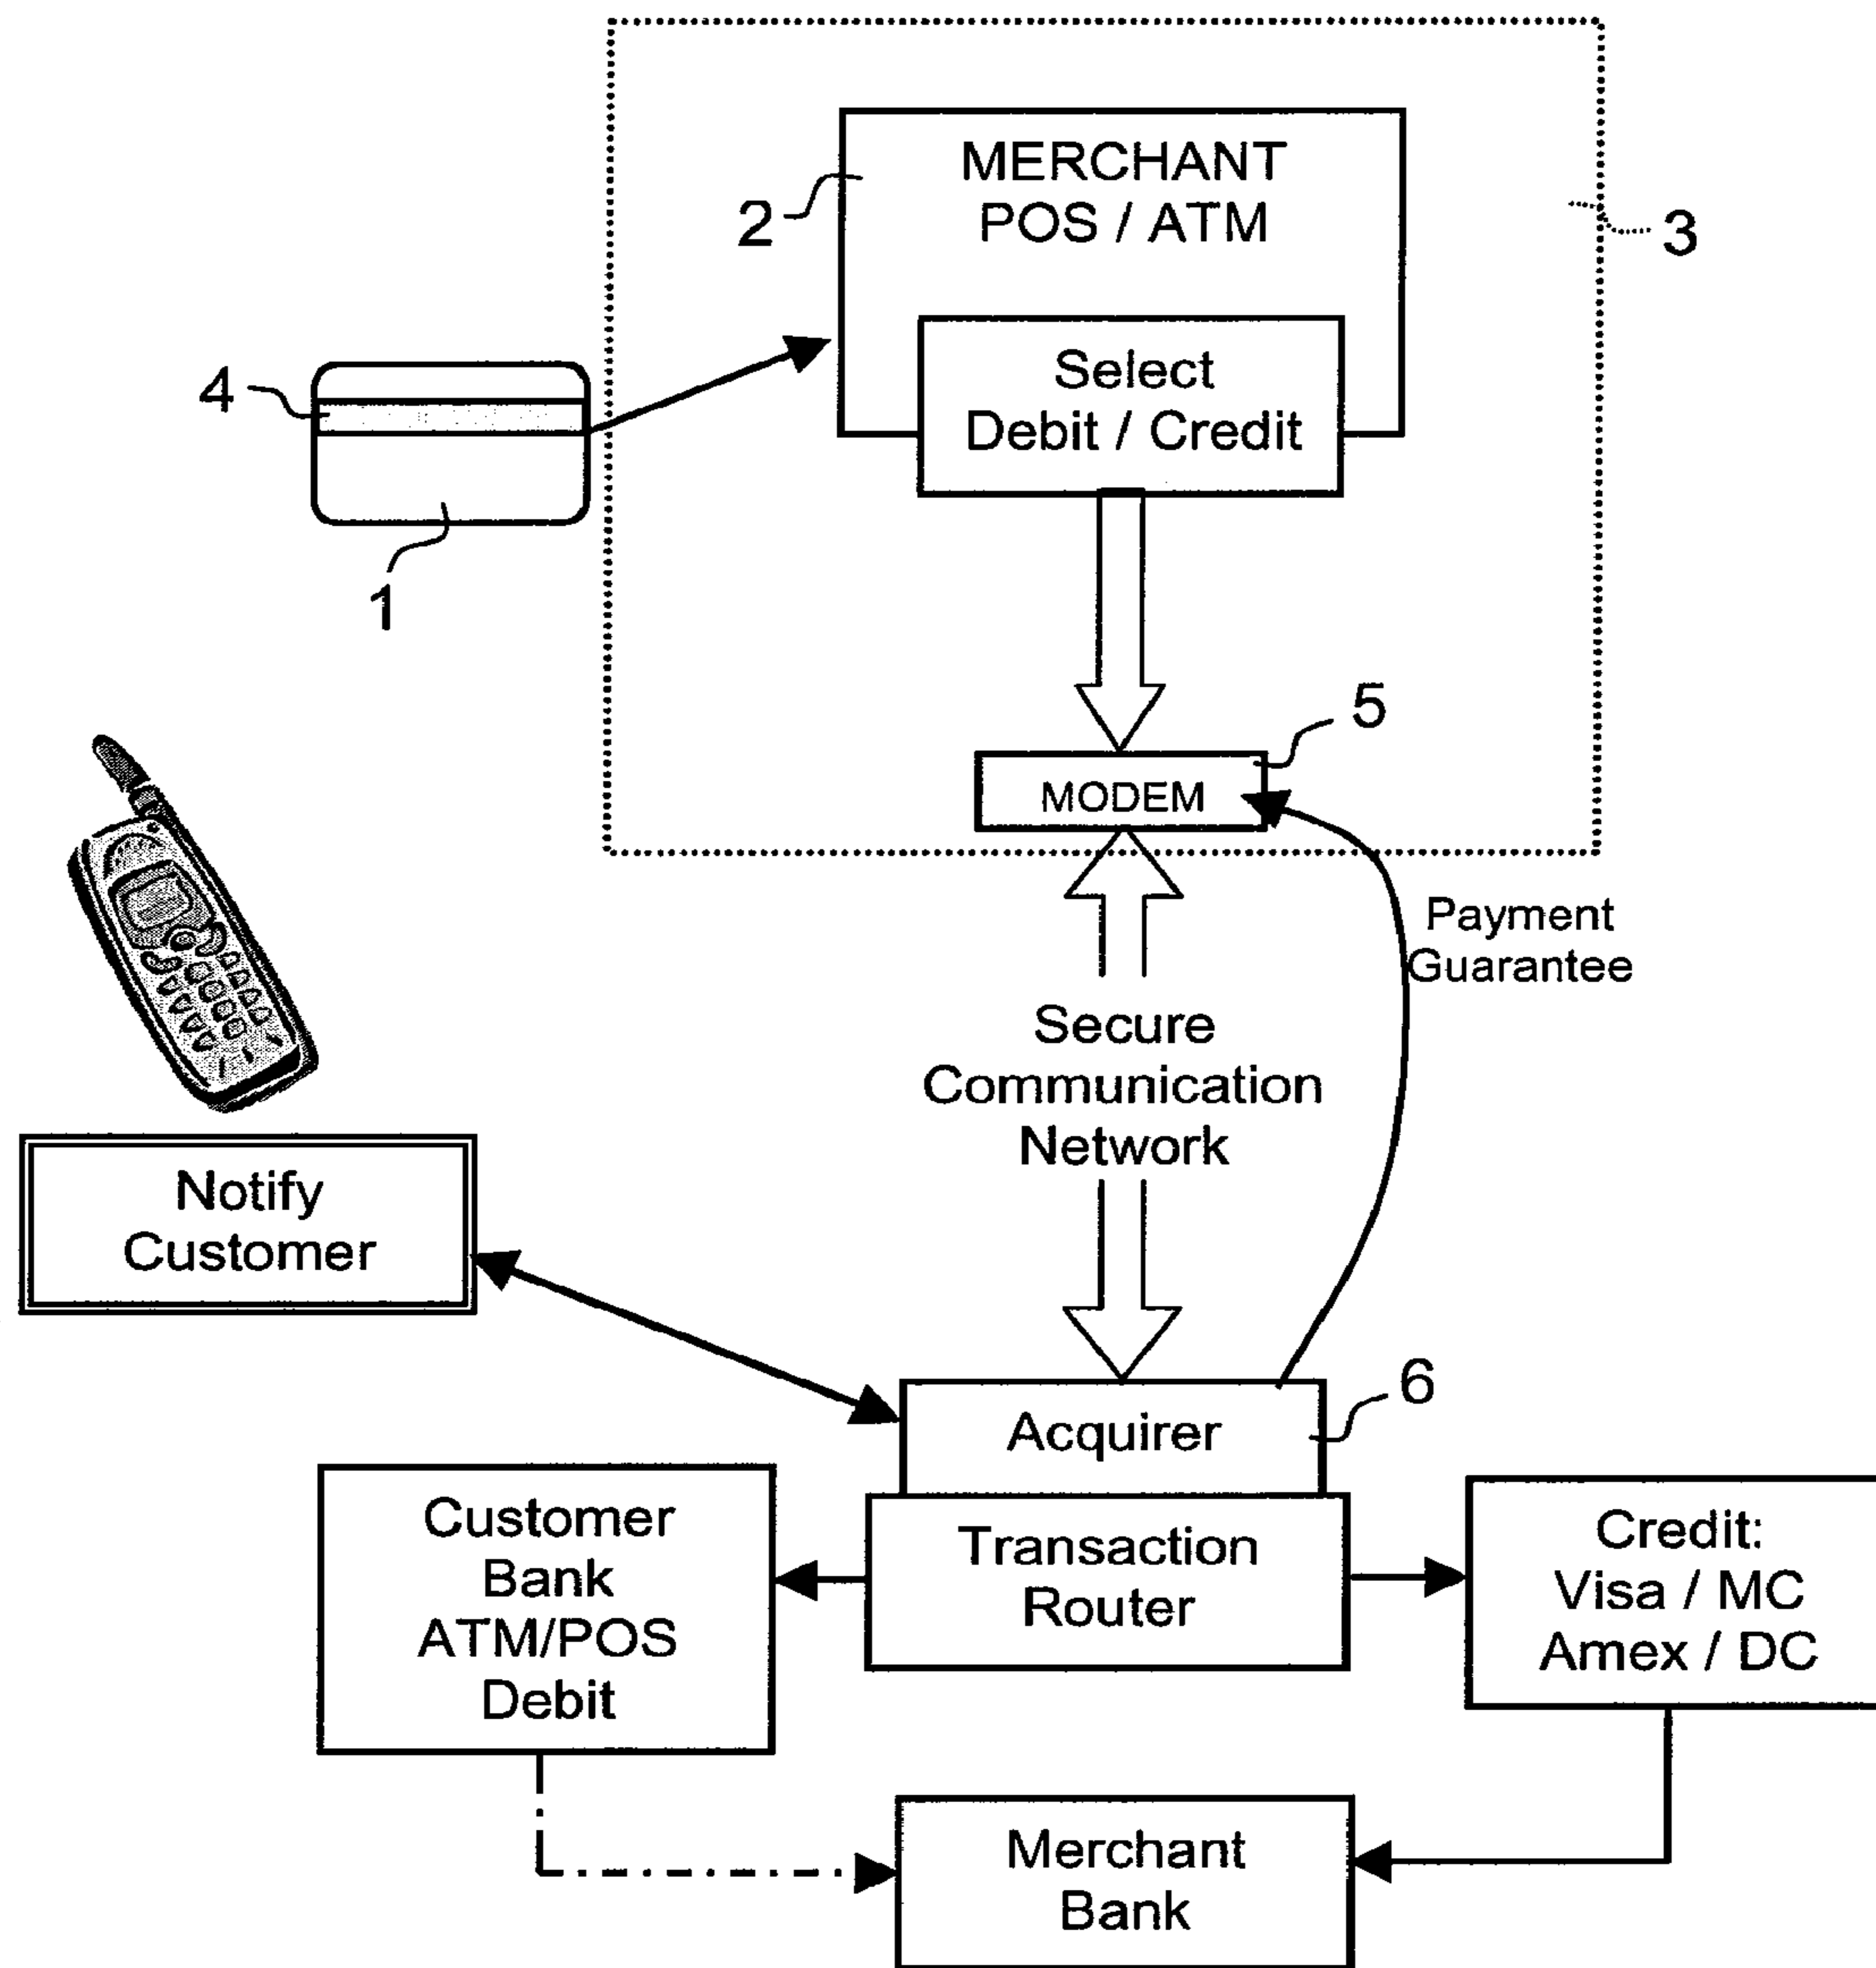 MERCHANT
POS / ATM
2
3
Select
Debit / Credit
4
1
5
MODEM
Payment
Guarantee
Secure
Communication
Network
Notify
Customer
6
Acquirer
Transaction
Router
Customer
Bank
ATM/POS
Debit
Credit:
Visa / MC
Amex / DC
Merchant
Bank